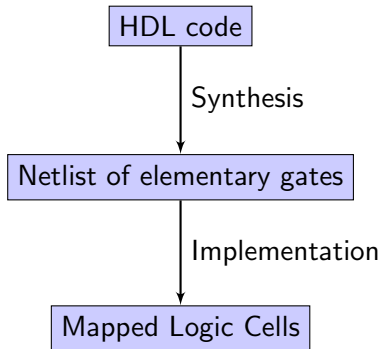 HDL code
Synthesis
Netlist of elementary gates
Implementation
Mapped Logic Cells